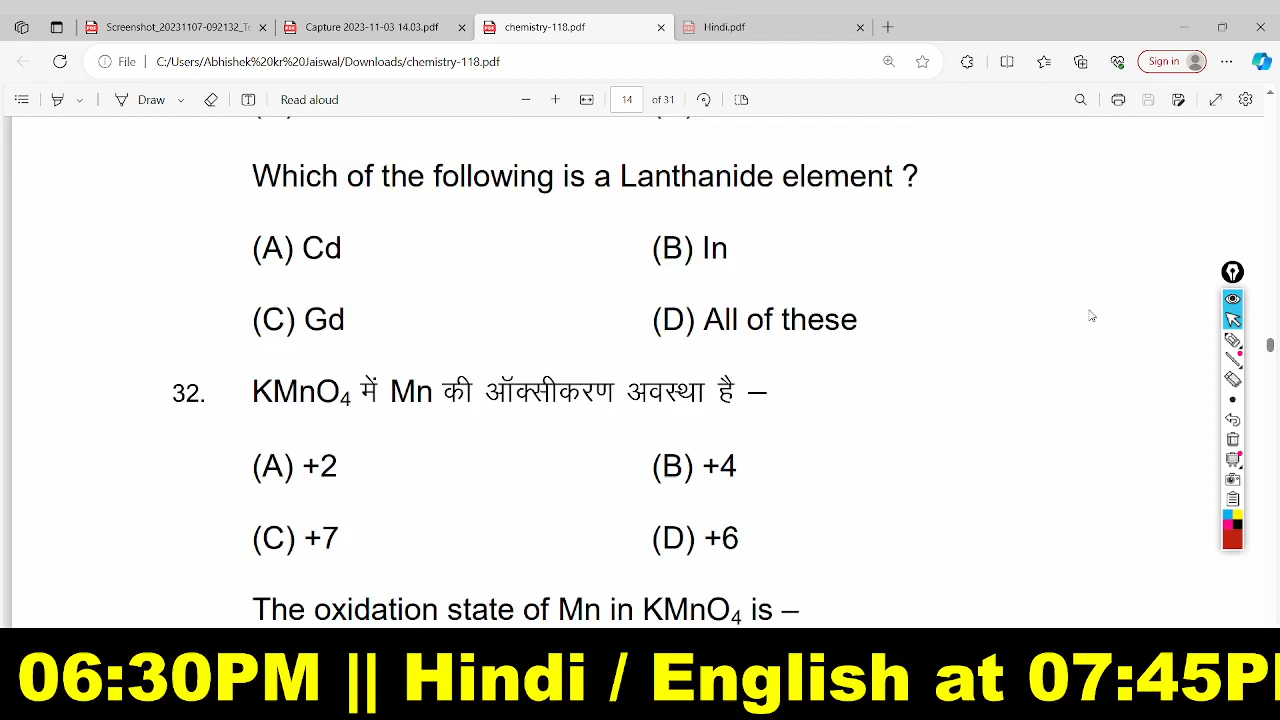 Screenshot_20231107-092132_Te
Capture 2023-11-03 14.03.pdf
chemistry-118.pdf
Hindi.pdf
File
C:/Users/Abhishek%20kr%20Jaiswal/Downloads/chemistry-118.pdf
Sign in
Draw
Read aloud
14 of 31
Which of the following is a Lanthanide element ?
(A) Cd (B) In
(C) Gd (D) All of these
32. KMnO₄ में Mn की ऑक्सीकरण अवस्था है –
(A) +2 (B) +4
(C) +7 (D) +6
The oxidation state of Mn in KMnO₄ is –
06:30PM || Hindi / English at 07:45P